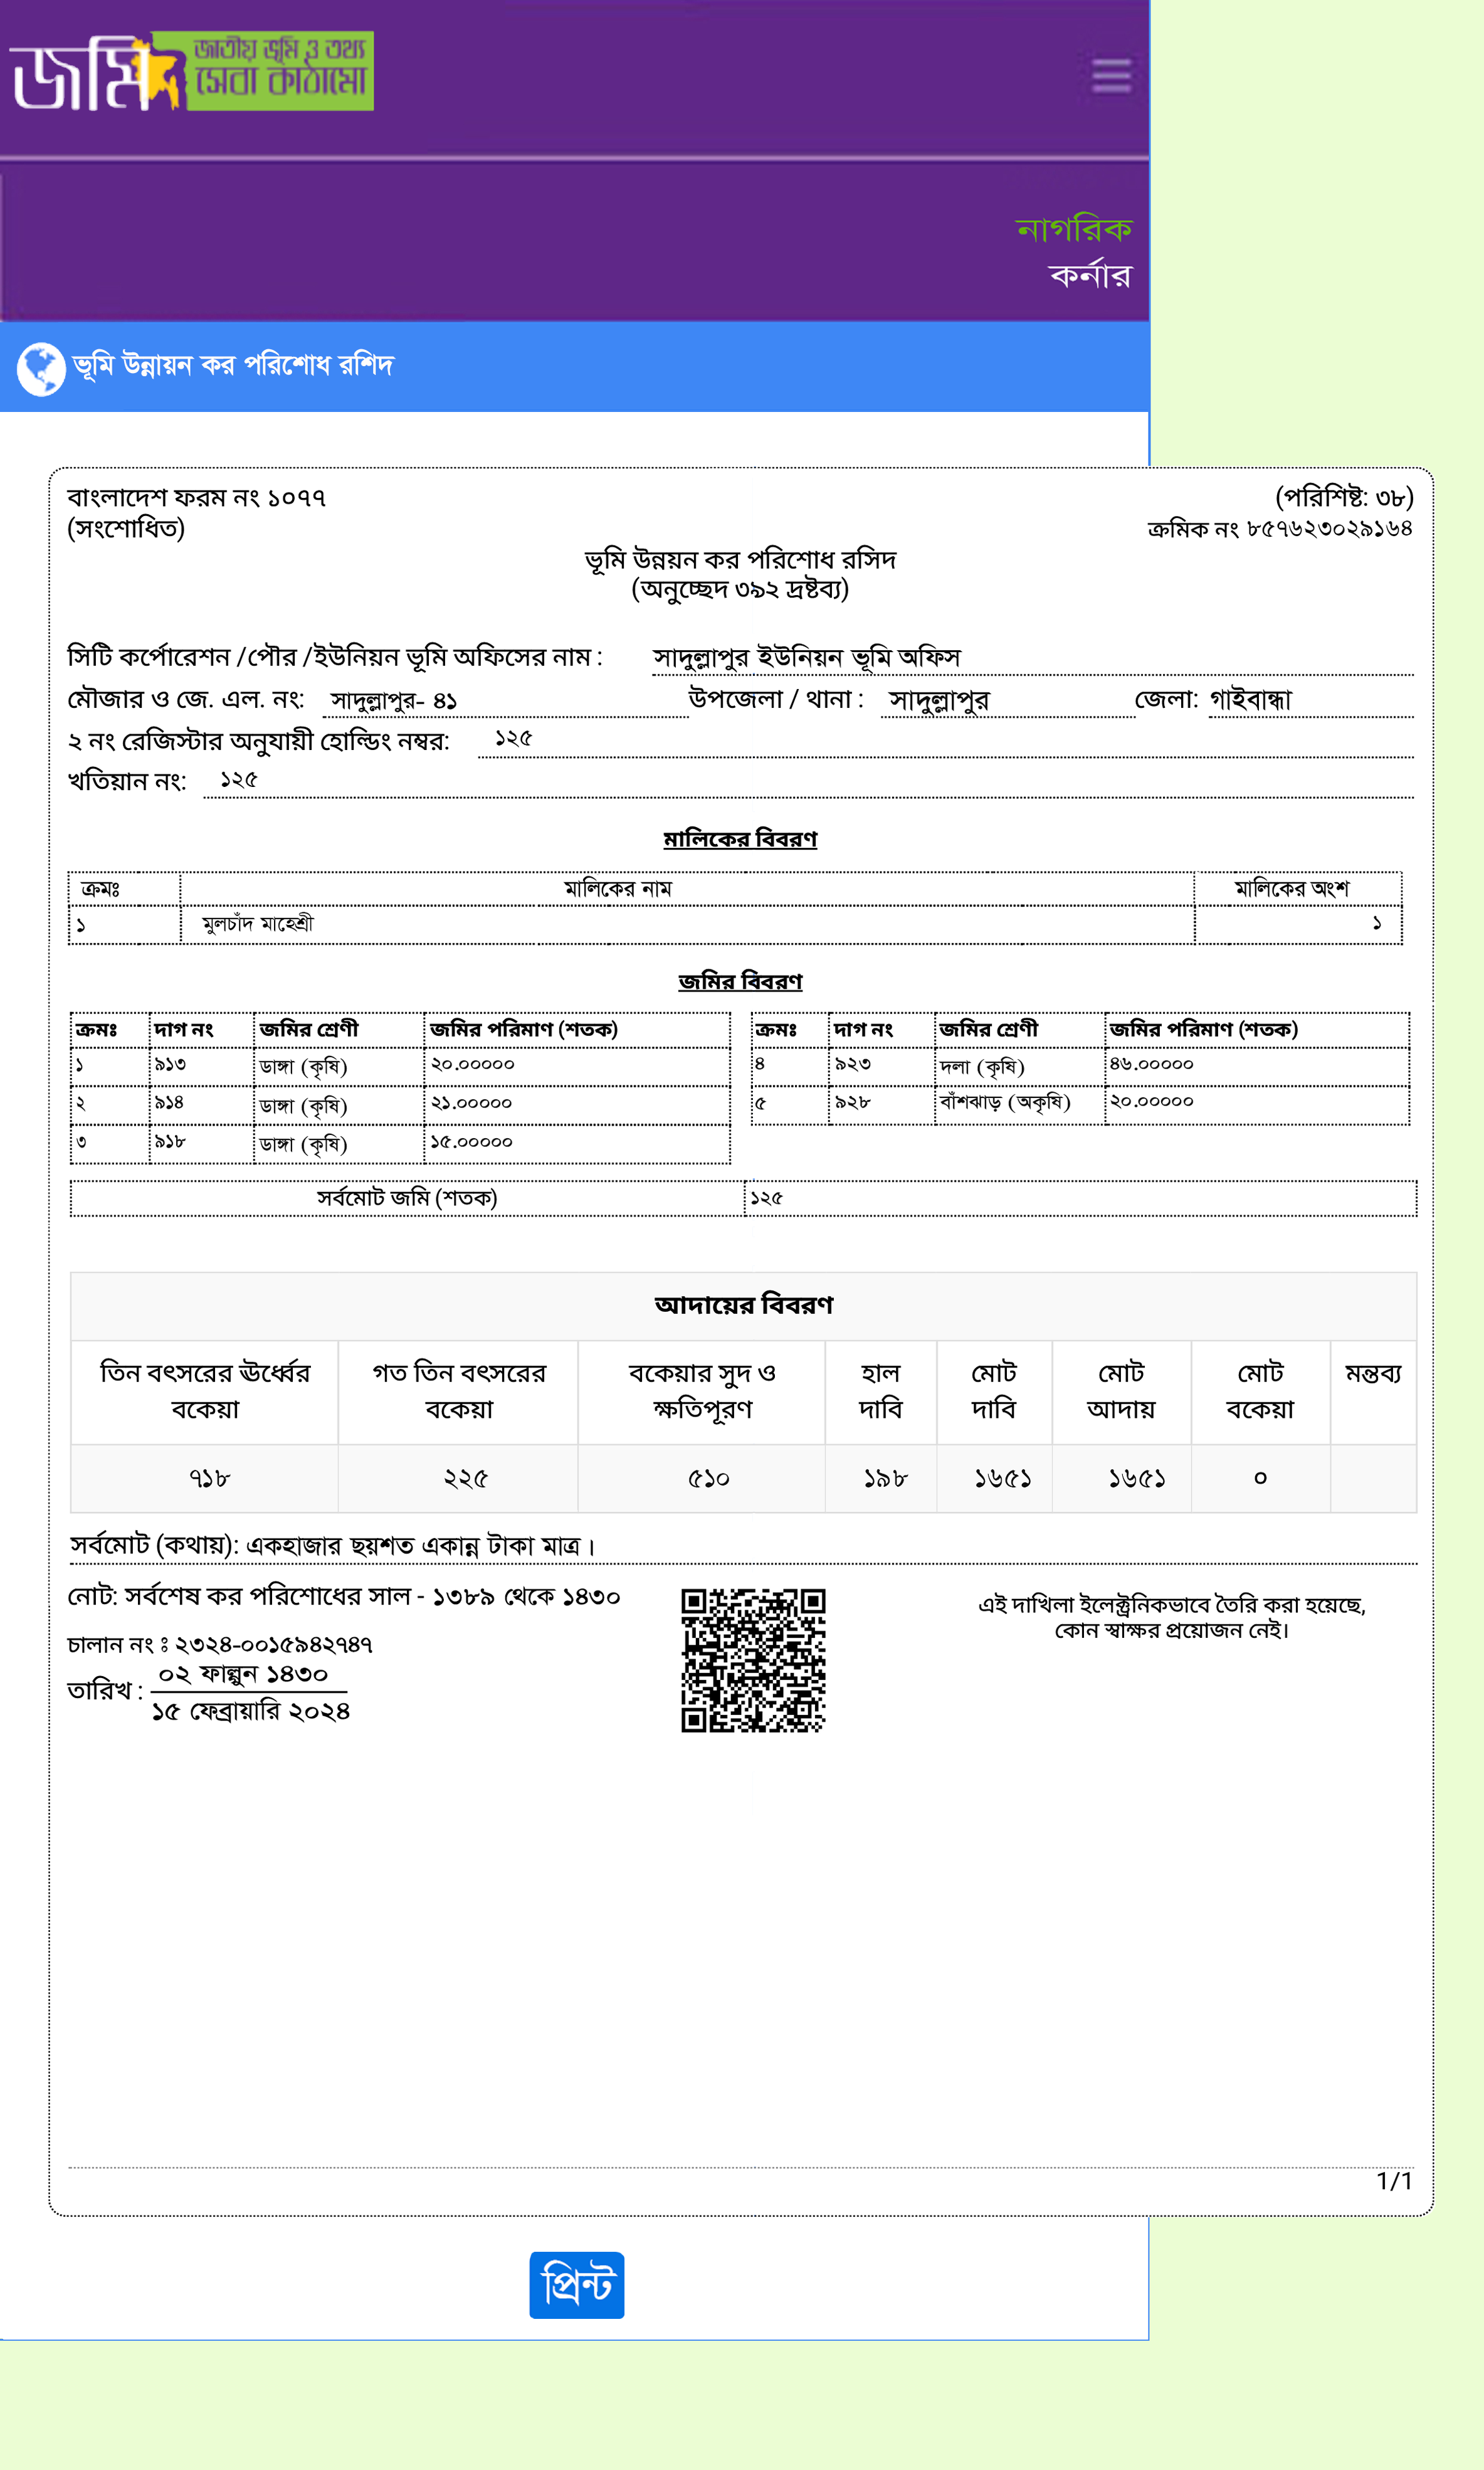 জমি জাতীয় ভূমি ও তথ্য
সেবা কাঠামো
নাগরিক
কর্নার
ভূমি উন্নায়ন কর পরিশোধ রশিদ
বাংলাদেশ ফরম নং ১০৭৭ (পরিশিষ্ট: ৩৮)
(সংশোধিত) ক্রমিক নং ৮৫৭৬২৩০২৯১৬৪
ভূমি উন্নয়ন কর পরিশোধ রসিদ
(অনুচ্ছেদ ৩৯২ দ্রষ্টব্য)
সিটি কর্পোরেশন /পৌর /ইউনিয়ন ভূমি অফিসের নাম : সাদুল্লাপুর ইউনিয়ন ভূমি অফিস
মৌজার ও জে. এল. নং: সাদুল্লাপুর- ৪১ উপজেলা / থানা : সাদুল্লাপুর জেলা: গাইবান্ধা
২ নং রেজিস্টার অনুযায়ী হোল্ডিং নম্বর: ১২৫
খতিয়ান নং: ১২৫
মালিকের বিবরণ
ক্রমঃ মালিকের নাম মালিকের অংশ
১ মুলচাঁদ মাহেশ্রী ১
জমির বিবরণ
ক্রমঃ দাগ নং জমির শ্রেণী জমির পরিমাণ (শতক) ক্রমঃ দাগ নং জমির শ্রেণী জমির পরিমাণ (শতক)
১ ৯১৩ ডাঙ্গা (কৃষি) ২০.০০০০০ ৪ ৯২৩ দলা (কৃষি) ৪৬.০০০০০
২ ৯১৪ ডাঙ্গা (কৃষি) ২১.০০০০০ ৫ ৯২৮ বাঁশঝাড় (অকৃষি) ২০.০০০০০
৩ ৯১৮ ডাঙ্গা (কৃষি) ১৫.০০০০০
সর্বমোট জমি (শতক) ১২৫
আদায়ের বিবরণ
তিন বৎসরের ঊর্ধ্বের গত তিন বৎসরের বকেয়ার সুদ ও হাল মোট মোট মোট মন্তব্য
বকেয়া বকেয়া ক্ষতিপূরণ দাবি দাবি আদায় বকেয়া
৭১৮ ২২৫ ৫১০ ১৯৮ ১৬৫১ ১৬৫১ ০
সর্বমোট (কথায়): একহাজার ছয়শত একান্ন টাকা মাত্র ।
নোট: সর্বশেষ কর পরিশোধের সাল - ১৩৮৯ থেকে ১৪৩০
এই দাখিলা ইলেক্ট্রনিকভাবে তৈরি করা হয়েছে,
কোন স্বাক্ষর প্রয়োজন নেই।
চালান নং : ২৩২৪-০০১৫৯৪২৭৪৭
তারিখ : ০২ ফাল্গুন ১৪৩০
১৫ ফেব্রায়ারি ২০২৪
1/1
প্রিন্ট